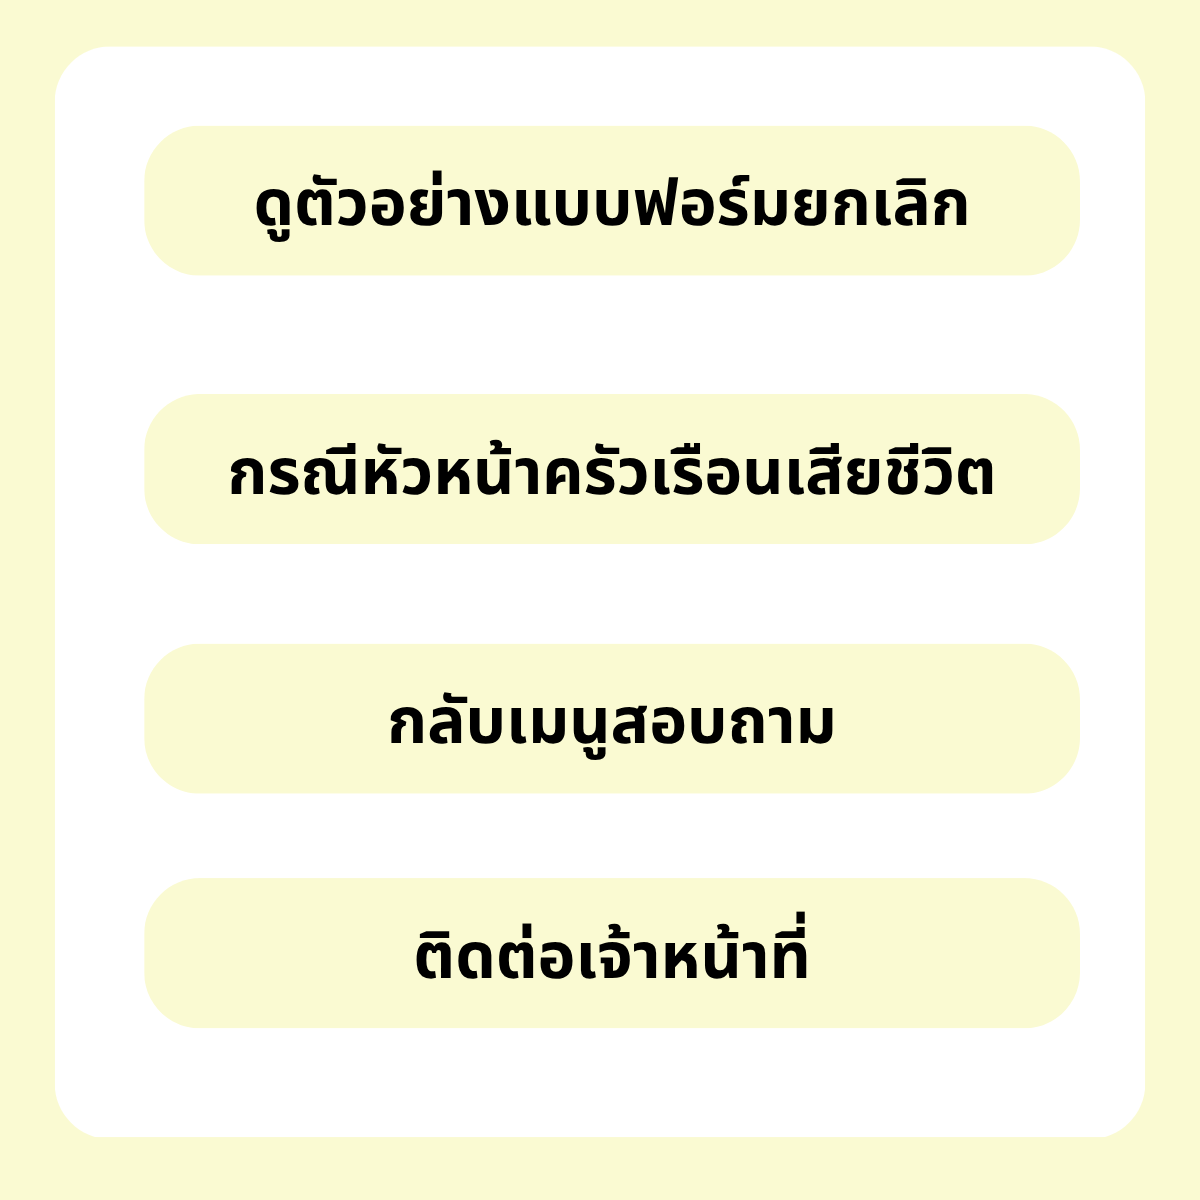 ดูตัวอย่างแบบฟอร์มยกเลิก
กรณีหัวหน้าครัวเรือนเสียชีวิต
กลับเมนูสอบถาม
ติดต่อเจ้าหน้าที่